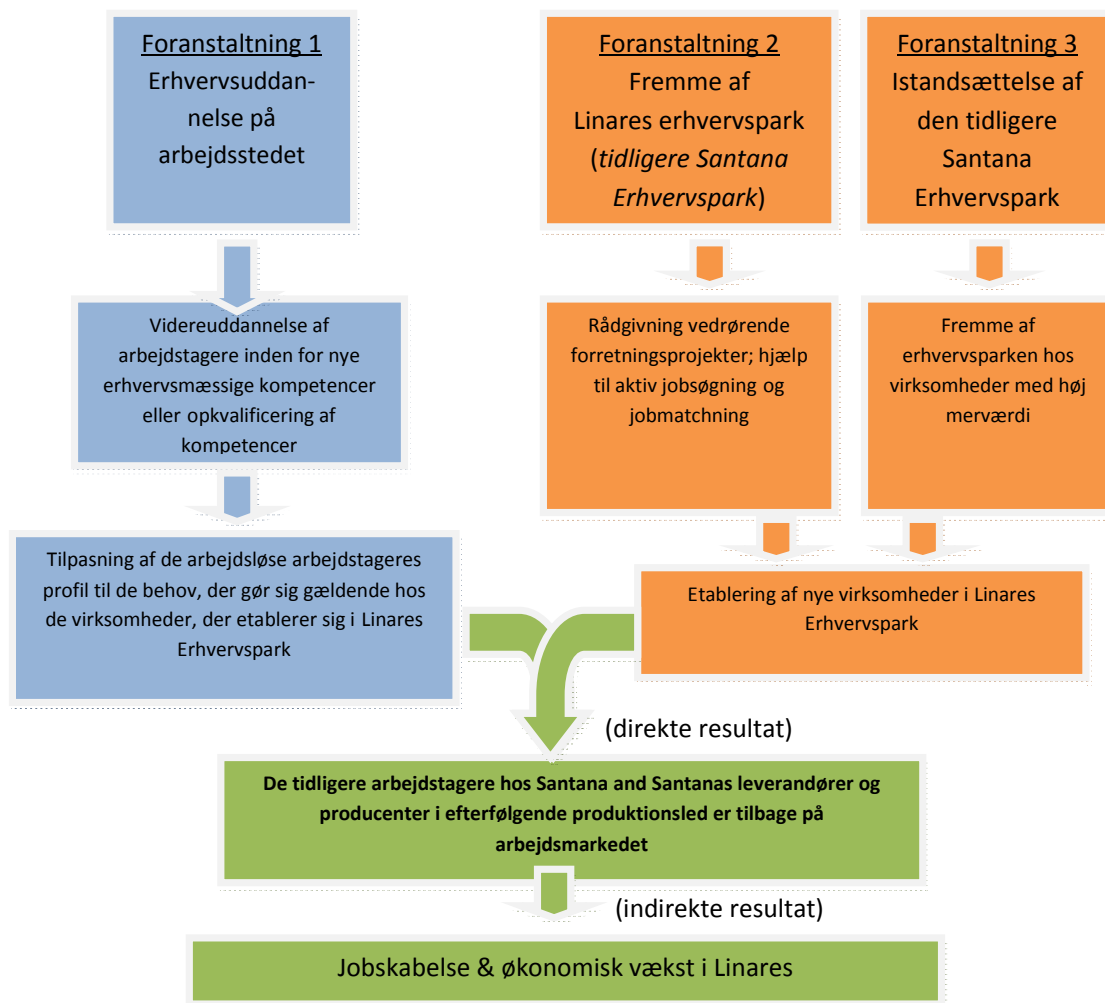 Foranstaltning 1
Erhvervsuddan-
nelse på
arbejdsstedet
Foranstaltning 2
Fremme af
Linares erhvervspark
(tidligere Santana
Erhvervspark)
Foranstaltning 3
Istandsættelse af
den tidligere
Santana
Erhvervspark
Videreuddannelse af
arbejdstagere inden for nye
erhvervsmæssige kompetencer
eller opkvalificering af
kompetencer
Rådgivning vedrørende
forretningsprojekter; hjælp
til aktiv jobsøgning og
jobmatchning
Fremme af
erhvervsparken hos
virksomheder med høj
merværdi
Tilpasning af de arbejdsløse arbejdstageres
profil til de behov, der gør sig gældende hos
de virksomheder, der etablerer sig i Linares
Erhvervspark
Etablering af nye virksomheder i Linares
Erhvervspark
(direkte resultat)
De tidligere arbejdstagere hos Santana and Santanas leverandører og
producenter i efterfølgende produktionsled er tilbage på
arbejdsmarkedet
(indirekte resultat)
Jobskabelse & økonomisk vækst i Linares